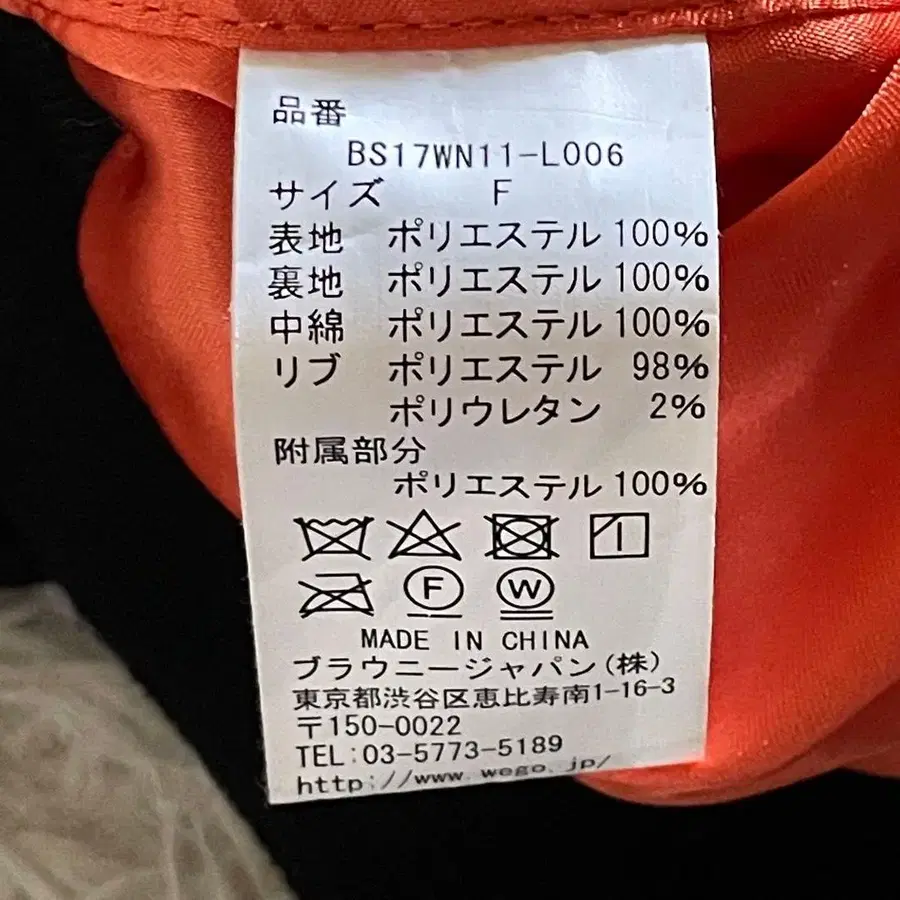 品番
BS17WN11-L006
サイズ F
表地 ポリエステル 100%
裏地 ポリエステル 100%
中綿 ポリエステル 100%
リブ ポリエステル 98%
ポリウレタン 2%
附属部分
ポリエステル 100%
F W
MADE IN CHINA
ブラウニージャパン(株)
東京都渋谷区恵比寿南1-16-3
〒150-0022
TEL:03-5773-5189
http://www.wego.jp/